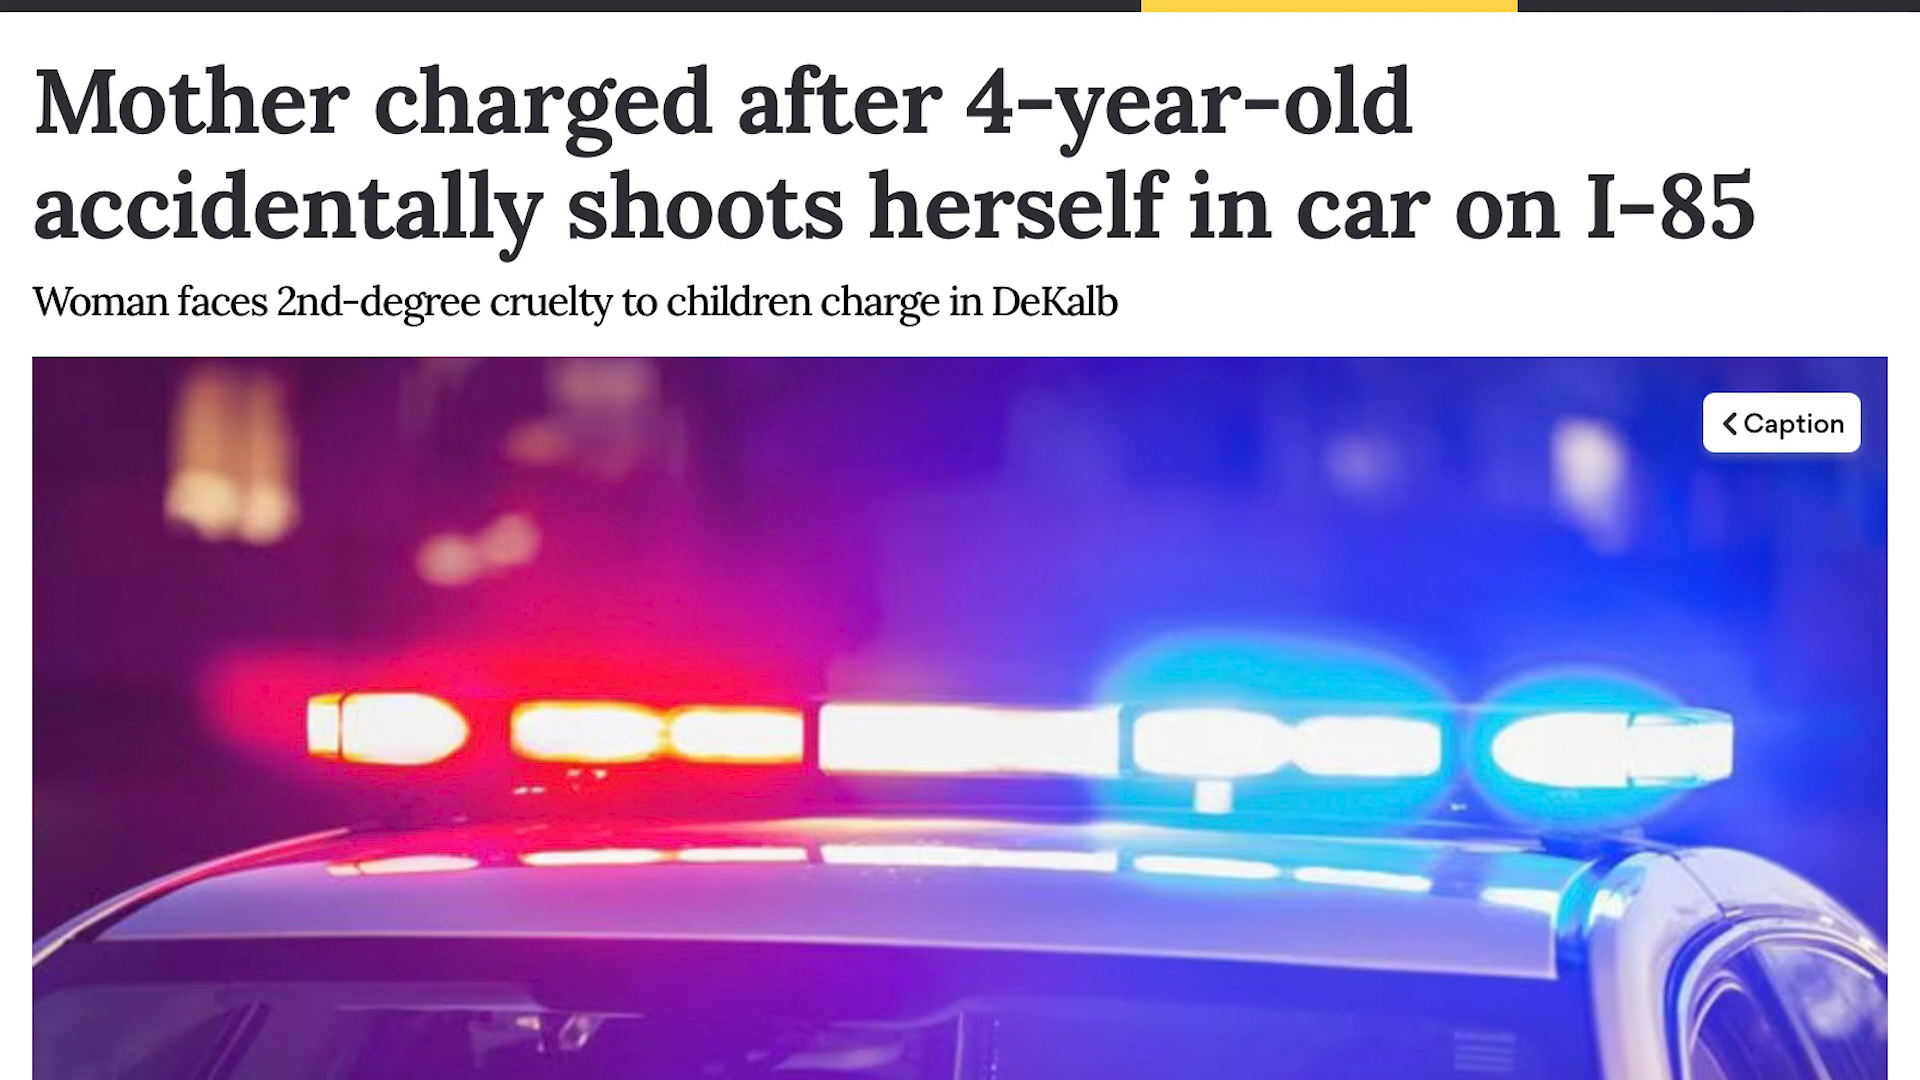 Mother charged after 4-year-old
accidentally shoots herself in car on I-85
Woman faces 2nd-degree cruelty to children charge in DeKalb
Caption